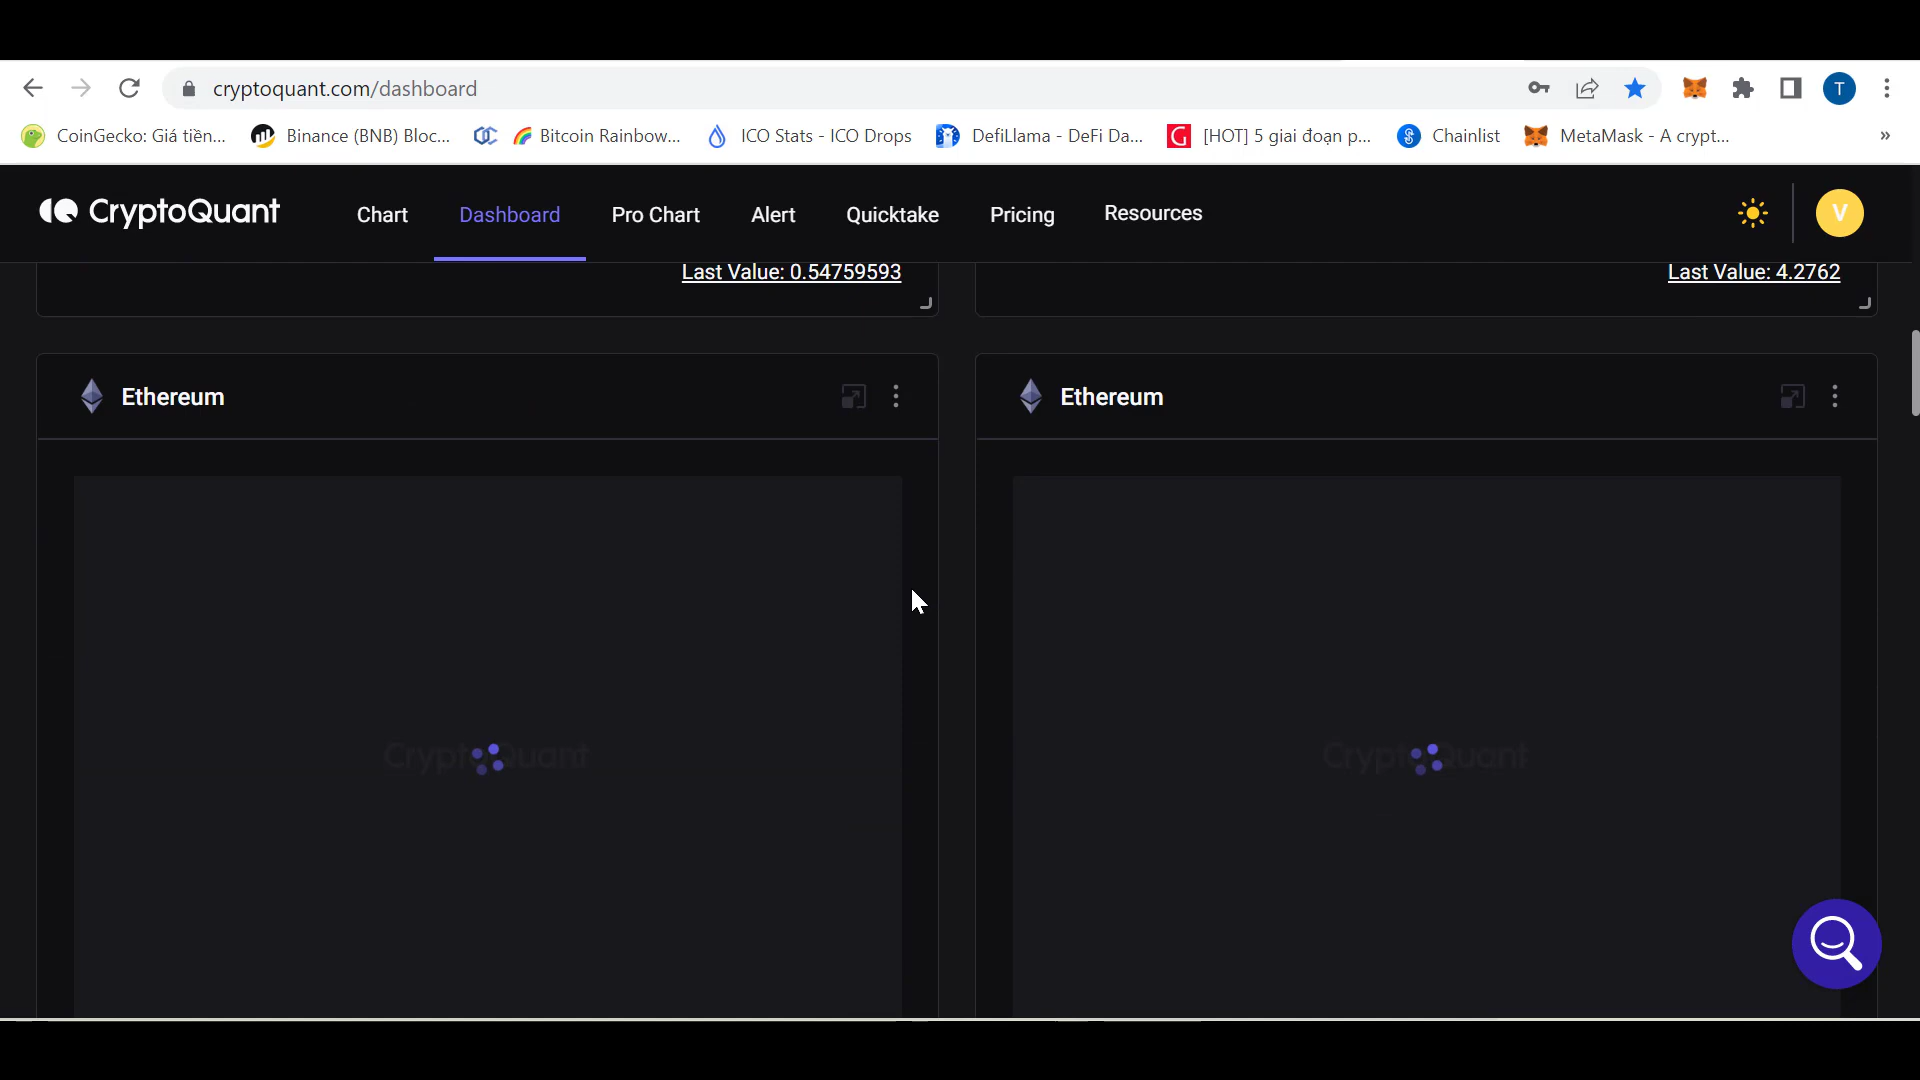 cryptoquant.com/dashboard
T
CoinGecko: Giá tiền...
Binance (BNB) Bloc...
Bitcoin Rainbow...
ICO Stats - ICO Drops
DefiLlama - DeFi Da...
[HOT] 5 giai đoạn p...
Chainlist
MetaMask - A crypt...
»
CryptoQuant
Chart
Dashboard
Pro Chart
Alert
Quicktake
Pricing
Resources
V
Last Value: 0.54759593
Last Value: 4.2762
Ethereum
Ethereum
CryptoQuant
CryptoQuant